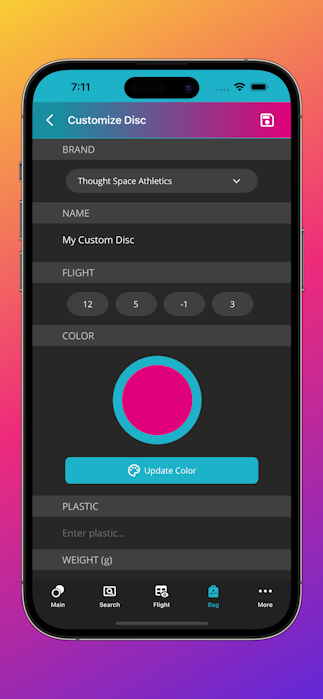 7:11
Customize Disc
BRAND
Thought Space Athletics
NAME
My Custom Disc
FLIGHT
12 5 -1 3
COLOR
Update Color
PLASTIC
Enter plastic...
WEIGHT (g)
Main Search Flight Bag More